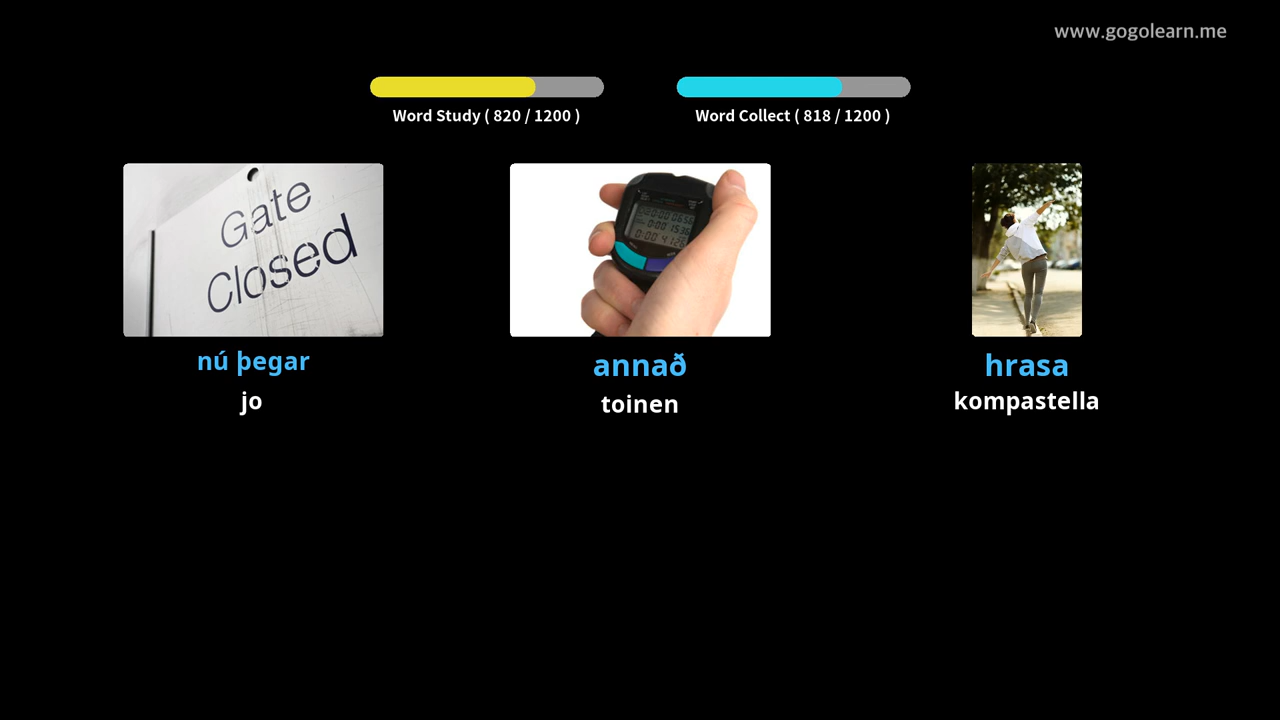 www.gogolearn.me
Word Study ( 820 / 1200 )
Word Collect ( 818 / 1200 )
Gate
Closed
nú þegar
jo
annað
toinen
hrasa
kompastella